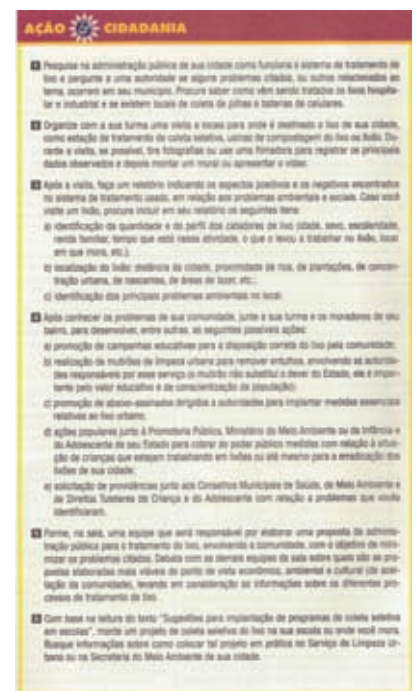 AÇÃO CIDADANIA
1 Pesquise na administração pública de sua cidade como funciona o sistema de tratamento de
lixo e pergunte a uma autoridade se alguns problemas citados, ou outros relacionados ao
tema, ocorrem em seu município. Procure saber como vêm sendo tratados os lixos hospita-
lar e industrial e se existem locais de coleta de pilhas e baterias de celulares.
2 Organize com a sua turma uma visita a locais para onde é destinado o lixo de sua cidade,
como estação de tratamento de coleta seletiva, usinas de compostagem do lixo ou lixão. Du-
rante a visita, se possível, tire fotografias ou use uma filmadora para registrar os principais
dados observados e depois montar um mural ou apresentar o vídeo.
3 Após a visita, faça um relatório indicando os aspectos positivos e os negativos encontrados
no sistema de tratamento usado, em relação aos problemas ambientais e sociais. Caso você
visite um lixão, procure incluir em seu relatório os seguintes itens:
a) identificação da quantidade e do perfil dos catadores de lixo (idade, sexo, escolaridade,
renda familiar, tempo que está nessa atividade, o que o levou a trabalhar no lixão, local
em que mora, etc.);
b) localização do lixão: distância da cidade, proximidade de rios, de plantações, de concen-
tração urbana, de nascentes, de áreas de lazer, etc.;
c) identificação dos principais problemas ambientais no local.
4 Após conhecer os problemas de sua comunidade, junte a sua turma e os moradores de seu
bairro, para desenvolver, entre outras, as seguintes possíveis ações:
a) promoção de campanhas educativas para a disposição correta do lixo pela comunidade;
b) realização de mutirões de limpeza urbana para remover entulhos, envolvendo as autorida-
des responsáveis por esse serviço (o mutirão não substitui o dever do Estado, ele é impor-
tante pelo valor educativo e de conscientização da população);
c) promoção de abaixo-assinados dirigidos a autoridades para implantar medidas essenciais
relativas ao lixo urbano;
d) ações populares junto à Promotoria Pública, Ministério do Meio Ambiente ou da Infância e
do Adolescente de seu Estado para cobrar do poder público medidas com relação à situa-
ção de crianças que estejam trabalhando em lixões ou até mesmo para a erradicação dos
lixões de sua cidade;
e) solicitação de providências junto aos Conselhos Municipais de Saúde, de Meio Ambiente e
de Direitos Tutelares da Criança e do Adolescente com relação a problemas que vocês
identificaram.
5 Forme, na sala, uma equipe que será responsável por elaborar uma proposta de adminis-
tração pública para o tratamento do lixo, envolvendo a comunidade, com o objetivo de mini-
mizar os problemas citados. Debata com as demais equipes da sala sobre quais são as pro-
postas elaboradas mais viáveis do ponto de vista econômico, ambiental e cultural (de acei-
tação da comunidade), levando em consideração as informações sobre os diferentes pro-
cessos de tratamento de lixo.
6 Com base na leitura do texto "Sugestões para implantação de programas de coleta seletiva
em escolas", monte um projeto de coleta seletiva do lixo na sua escola ou onde você mora.
Busque informações sobre como colocar tal projeto em prática no Serviço de Limpeza Ur-
bana ou na Secretaria do Meio Ambiente de sua cidade.